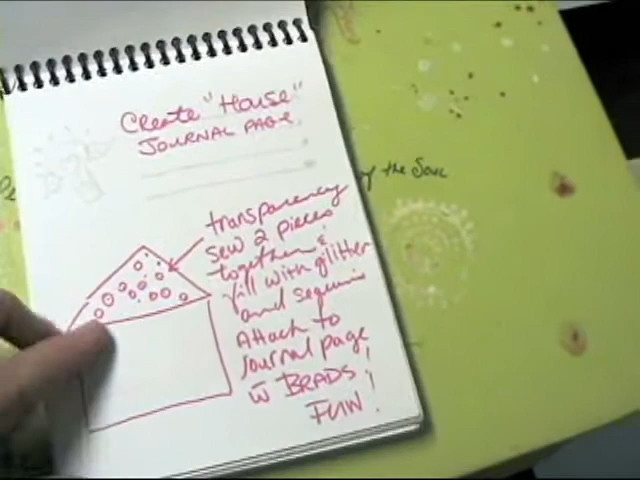 Create "House"
JOURNAL PAGE
transparency
sew 2 pieces
together &
fill with glitter
and sequins
Attach to
Journal page
w̄ BRADS!
FUN!
of the Soul